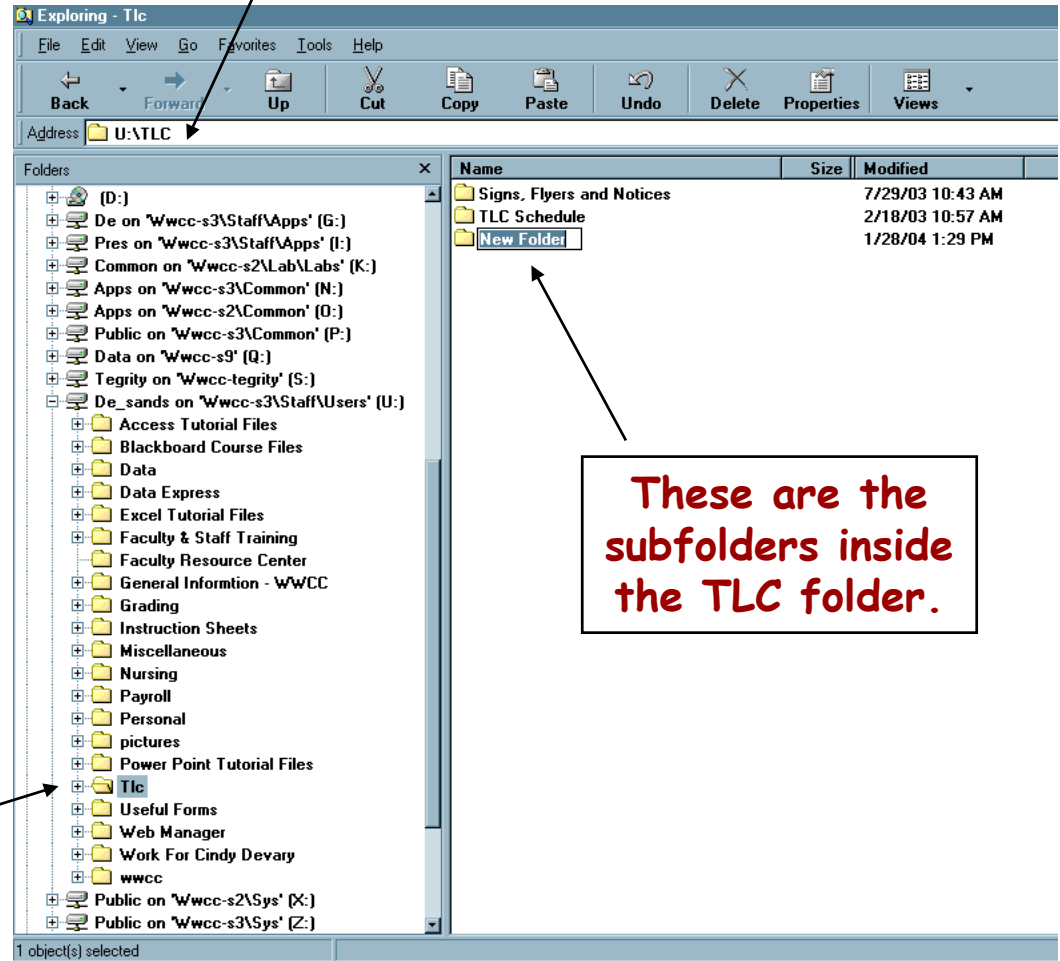 Exploring - Tlc
File Edit View Go Favorites Tools Help
Back Forward Up Cut Copy Paste Undo Delete Properties Views
Address U:\TLC
Folders × Name Size Modified
(D:)
De on 'Wwcc-s3\Staff\Apps' (G:)
Pres on 'Wwcc-s3\Staff\Apps' (I:)
Common on 'Wwcc-s2\Lab\Labs' (K:)
Apps on 'Wwcc-s3\Common' (N:)
Apps on 'Wwcc-s2\Common' (O:)
Public on 'Wwcc-s3\Common' (P:)
Data on 'Wwcc-s9' (Q:)
Tegrity on 'Wwcc-tegrity' (S:)
De_sands on 'Wwcc-s3\Staff\Users' (U:)
Access Tutorial Files
Blackboard Course Files
Data
Data Express
Excel Tutorial Files
Faculty & Staff Training
Faculty Resource Center
General Informtion - WWCC
Grading
Instruction Sheets
Miscellaneous
Nursing
Payroll
Personal
pictures
Power Point Tutorial Files
Tlc
Useful Forms
Web Manager
Work For Cindy Devary
wwcc
Public on 'Wwcc-s2\Sys' (X:)
Public on 'Wwcc-s3\Sys' (Z:)
Signs, Flyers and Notices 7/29/03 10:43 AM
TLC Schedule 2/18/03 10:57 AM
New Folder 1/28/04 1:29 PM
These are the
subfolders inside
the TLC folder.
1 object(s) selected